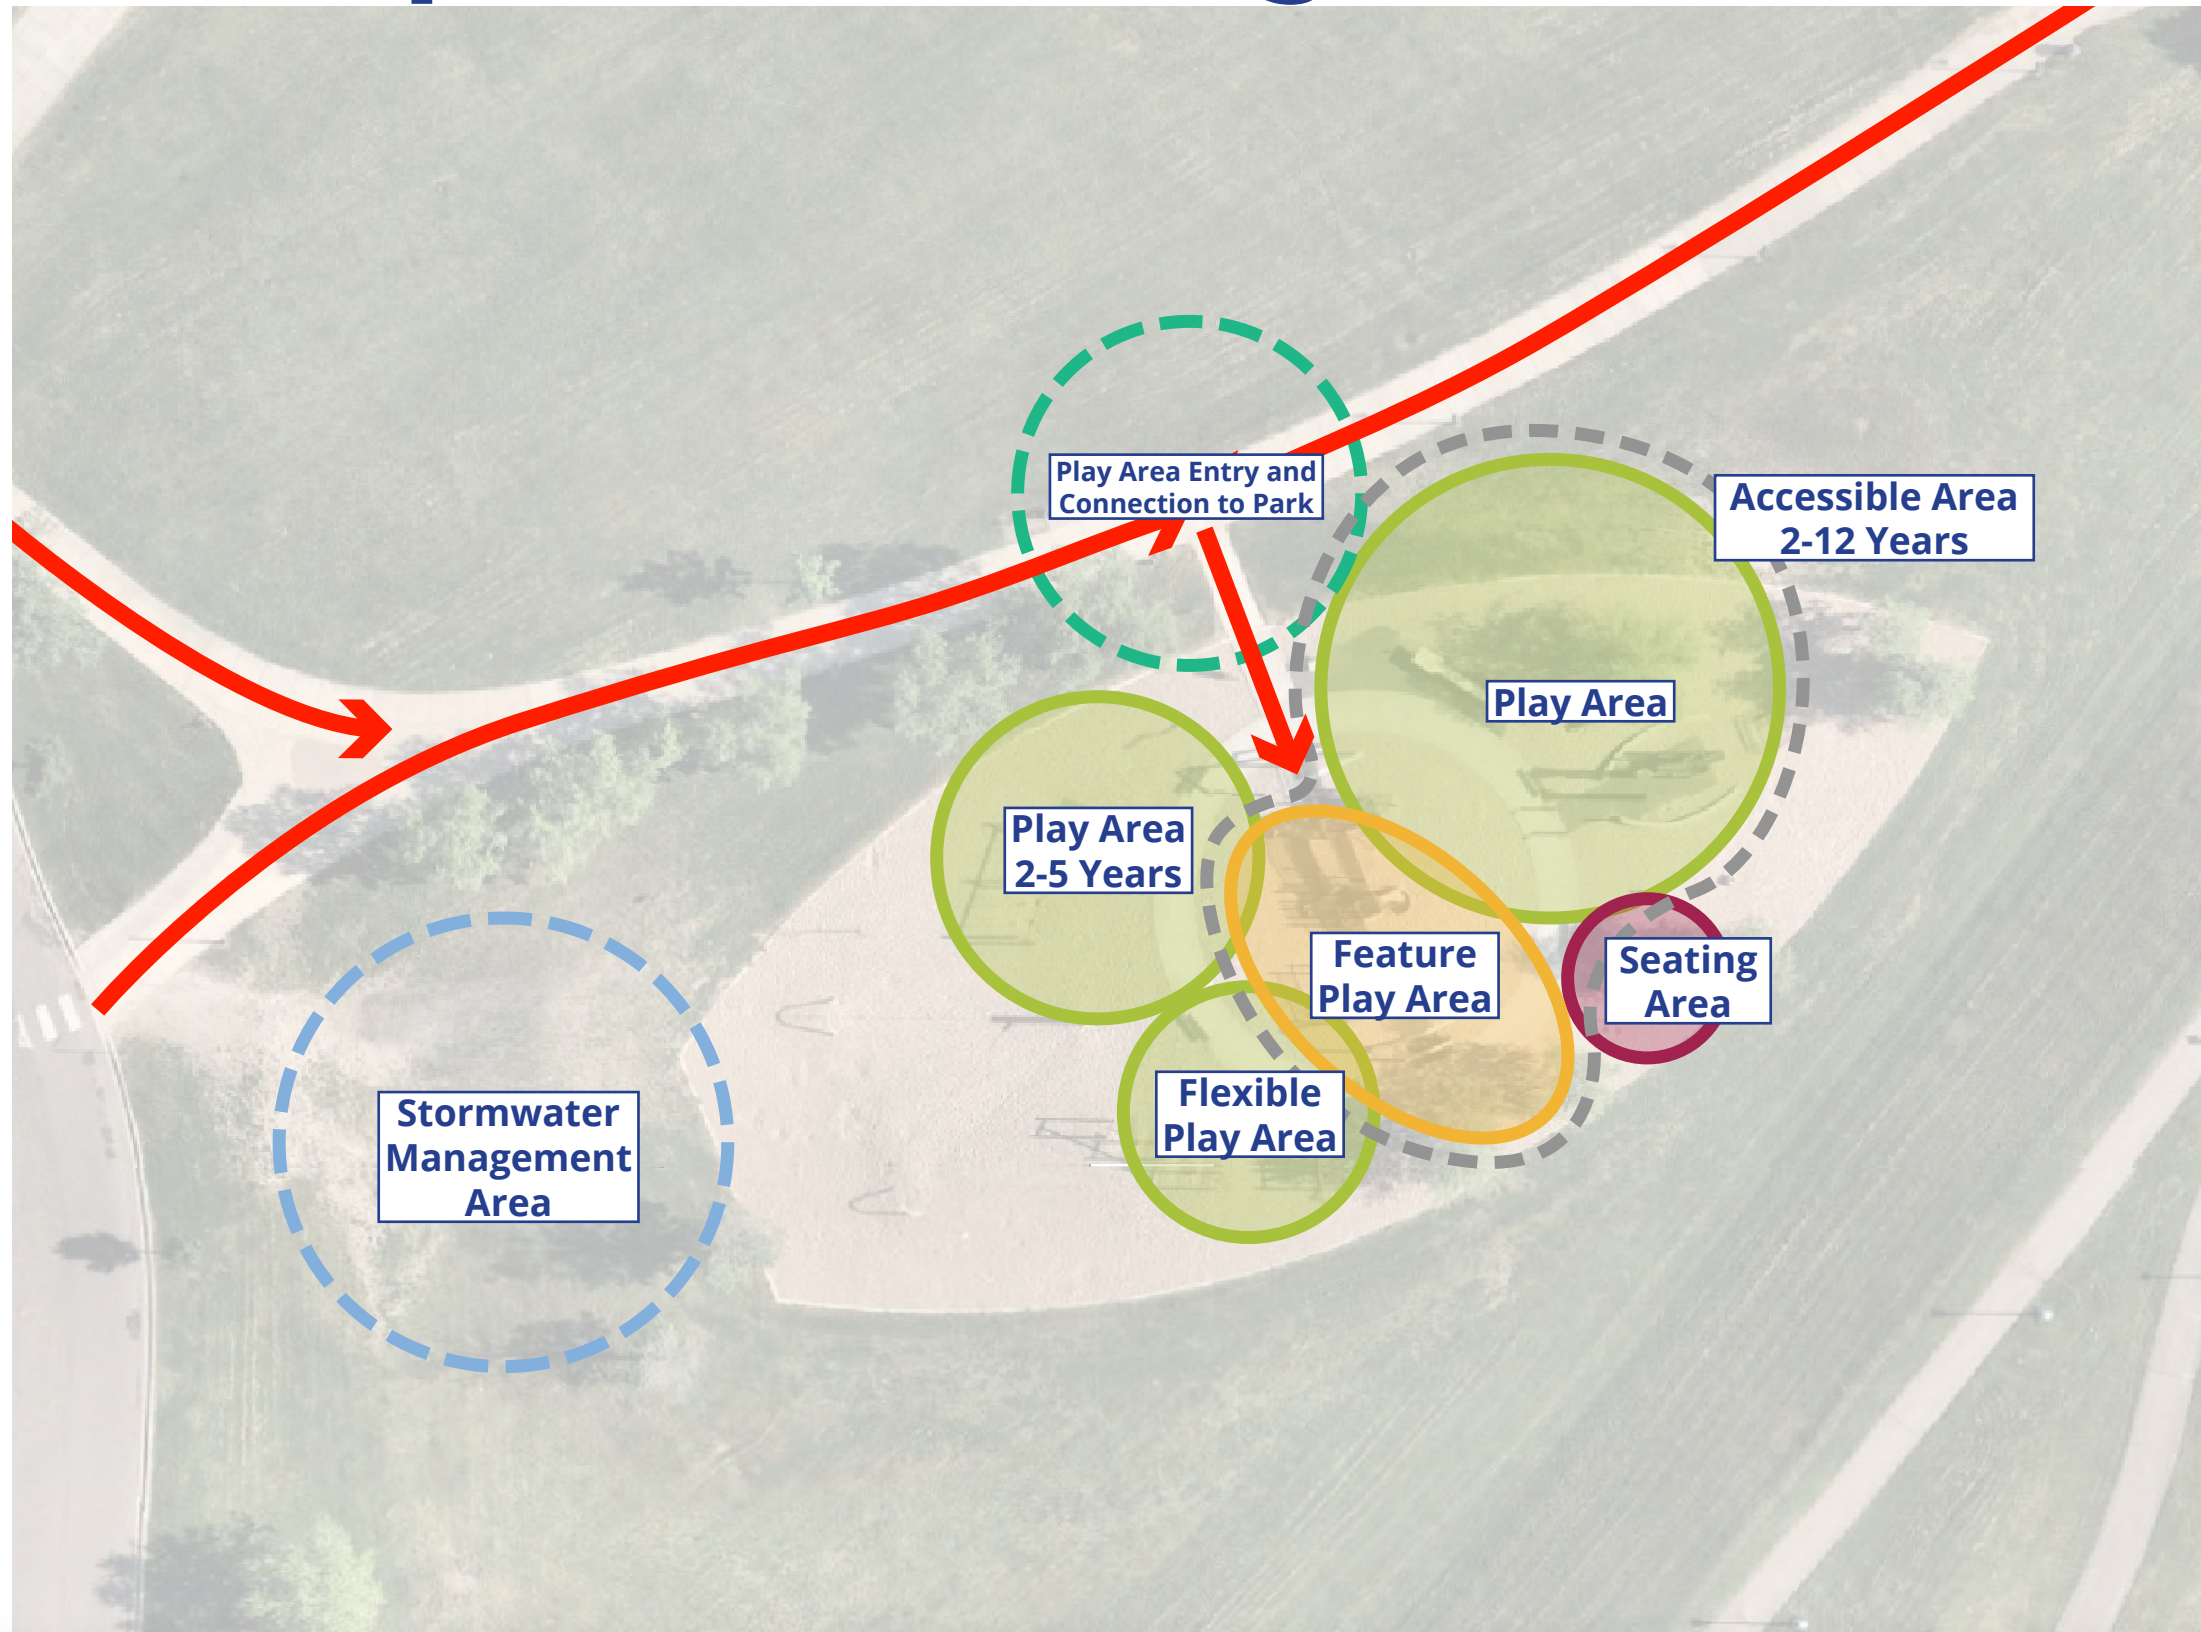 Play Area Entry and
Connection to Park
Accessible Area
2-12 Years
Play Area
Play Area
2-5 Years
Feature
Play Area
Seating
Area
Flexible
Play Area
Stormwater
Management
Area